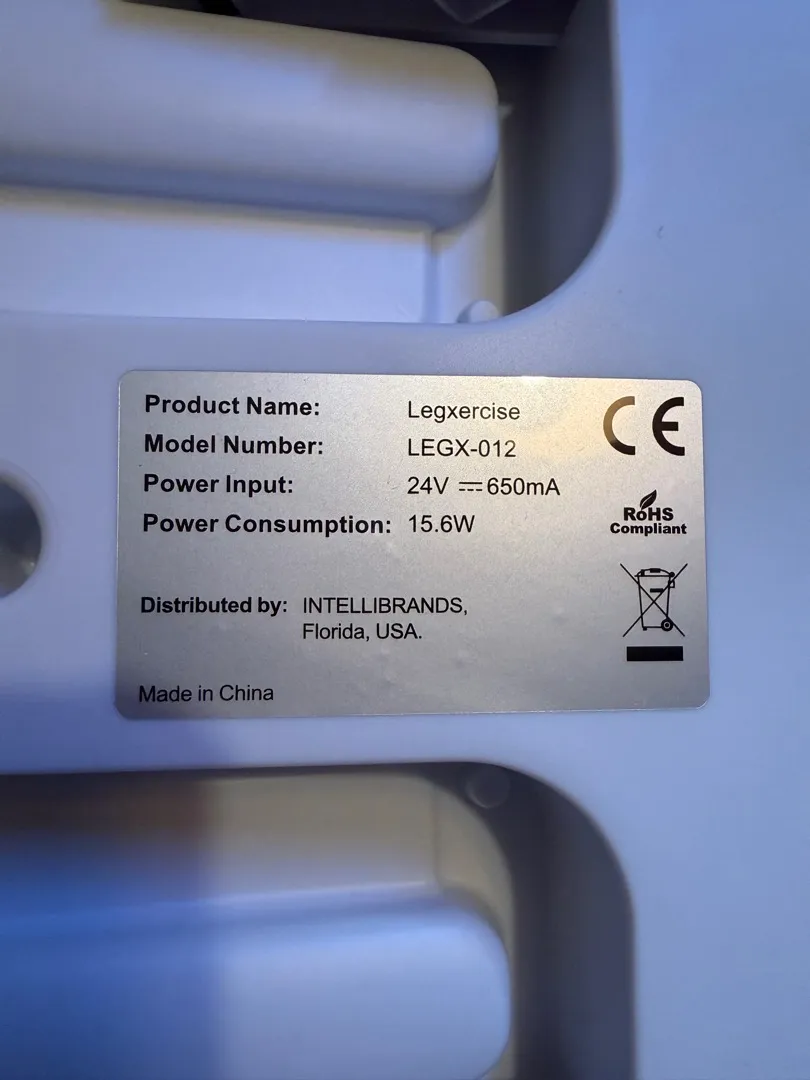 Product Name: Legxercise
Model Number: LEGX-012
Power Input: 24V ⎓ 650mA
Power Consumption: 15.6W
CE
RoHS
Compliant
Distributed by: INTELLIBRANDS,
Florida, USA.
Made in China